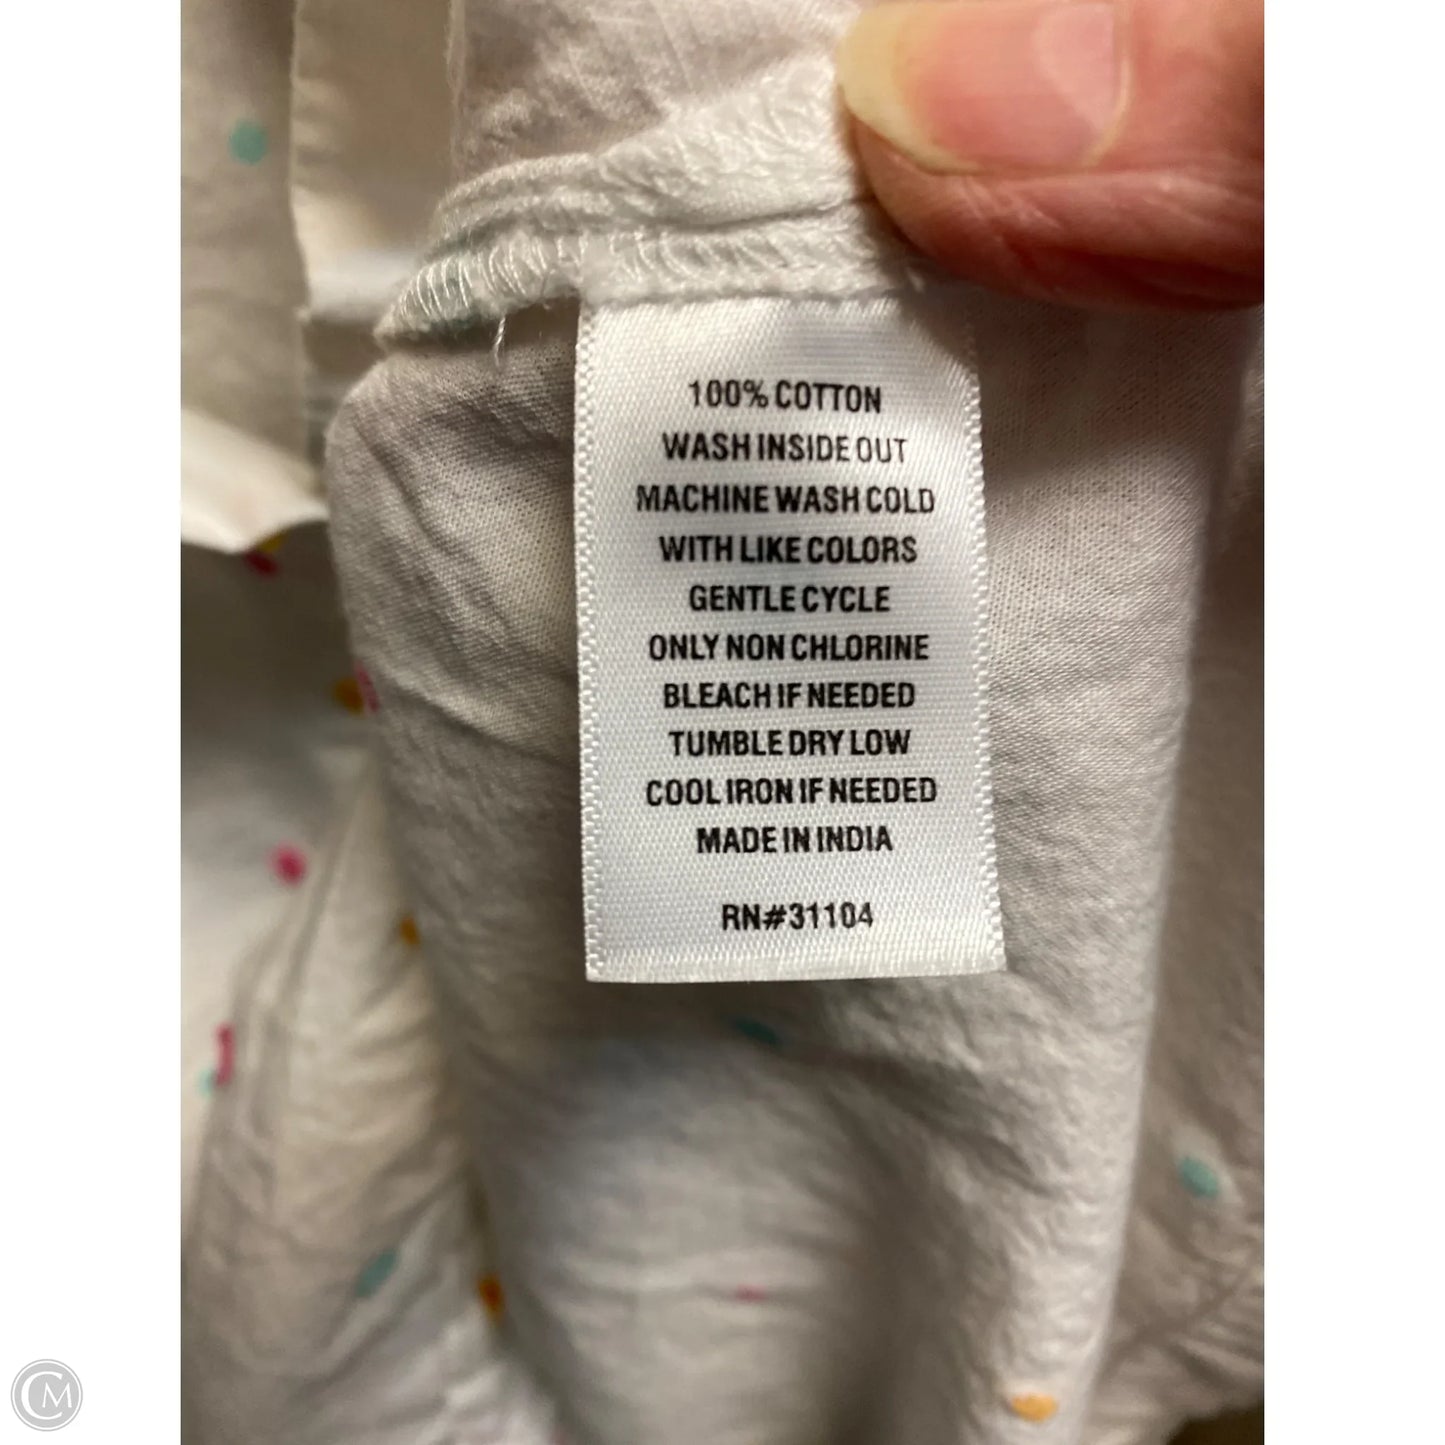 100% COTTON
WASH INSIDE OUT
MACHINE WASH COLD
WITH LIKE COLORS
GENTLE CYCLE
ONLY NON CHLORINE
BLEACH IF NEEDED
TUMBLE DRY LOW
COOL IRON IF NEEDED
MADE IN INDIA
RN#31104
CM